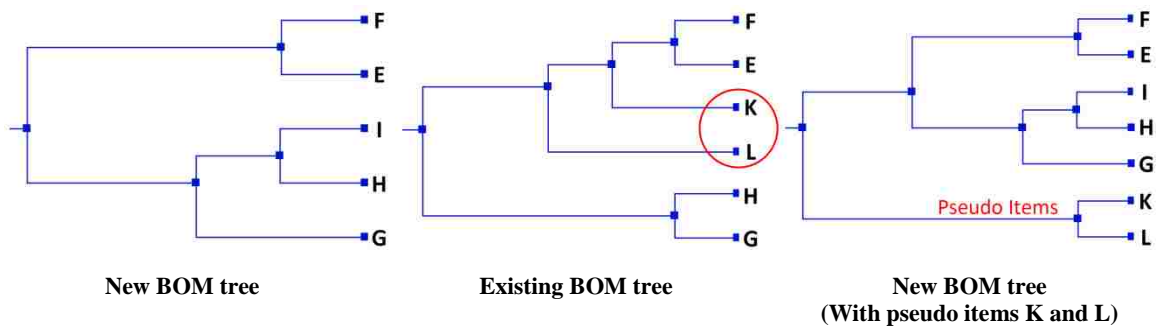 F
E
I
H
G
New BOM tree
F
E
K
L
H
G
Existing BOM tree
F
E
I
H
G
Pseudo Items
K
L
New BOM tree
(With pseudo items K and L)